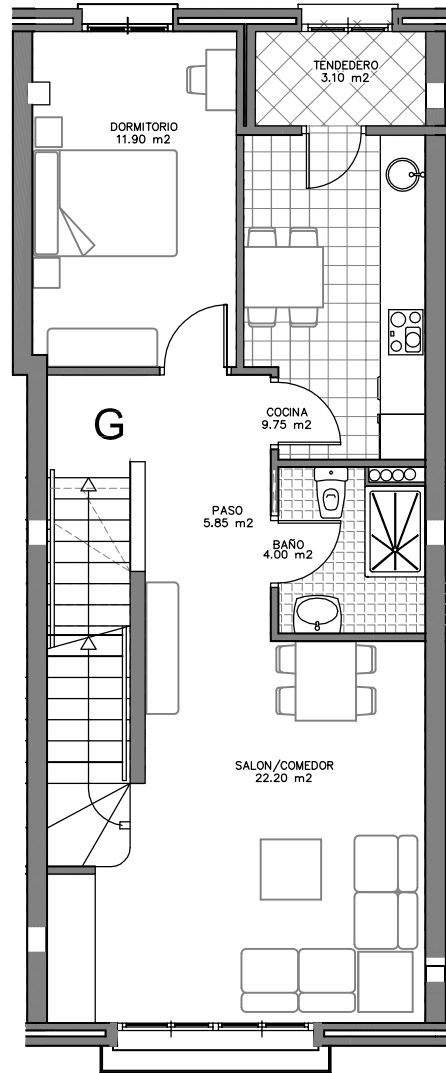 TENDEDERO
3.10 m2
DORMITORIO
11.90 m2
G
COCINA
9.75 m2
PASO
5.85 m2
BAÑO
4.00 m2
SALON/COMEDOR
22.20 m2